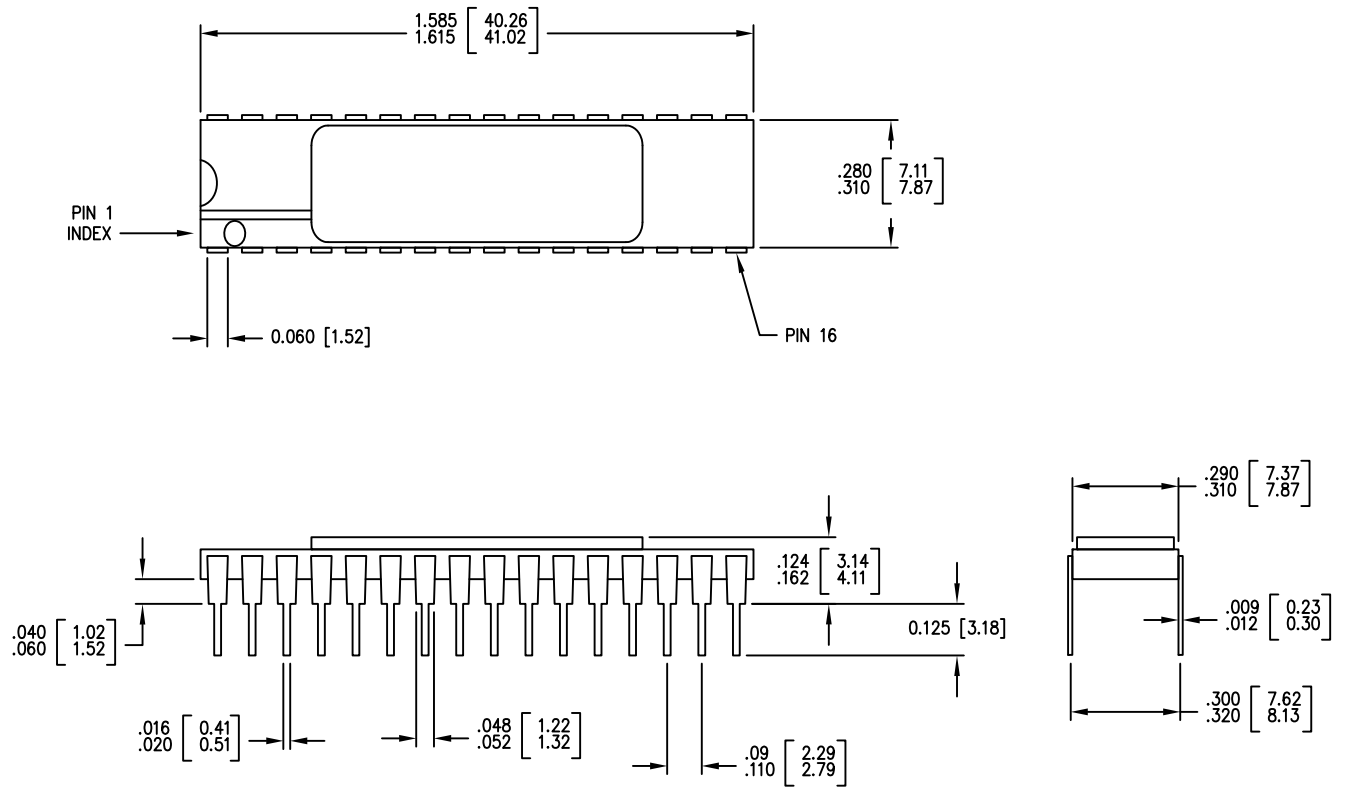 1.585 [ 40.26 ]
1.615 [ 41.02 ]
.280 [ 7.11 ]
.310 [ 7.87 ]
PIN 1
INDEX
0.060 [1.52]
PIN 16
.290 [ 7.37 ]
.310 [ 7.87 ]
.124 [ 3.14 ]
.162 [ 4.11 ]
.040 [ 1.02 ]
.060 [ 1.52 ]
0.125 [3.18]
.009 [ 0.23 ]
.012 [ 0.30 ]
.016 [ 0.41 ]
.020 [ 0.51 ]
.048 [ 1.22 ]
.052 [ 1.32 ]
.09 [ 2.29 ]
.110 [ 2.79 ]
.300 [ 7.62 ]
.320 [ 8.13 ]